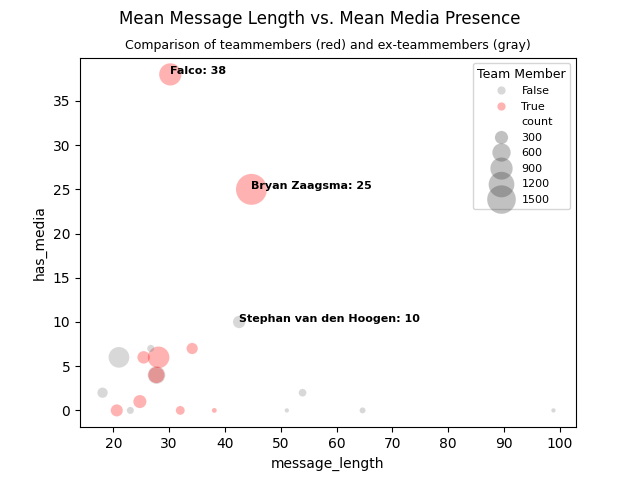 Mean Message Length vs. Mean Media Presence
Comparison of teammembers (red) and ex-teammembers (gray)
Falco: 38
Bryan Zaagsma: 25
Stephan van den Hoogen: 10
Team Member
False
True
count
300
600
900
1200
1500
has_media
35
30
25
20
15
10
5
0
20 30 40 50 60 70 80 90 100
message_length